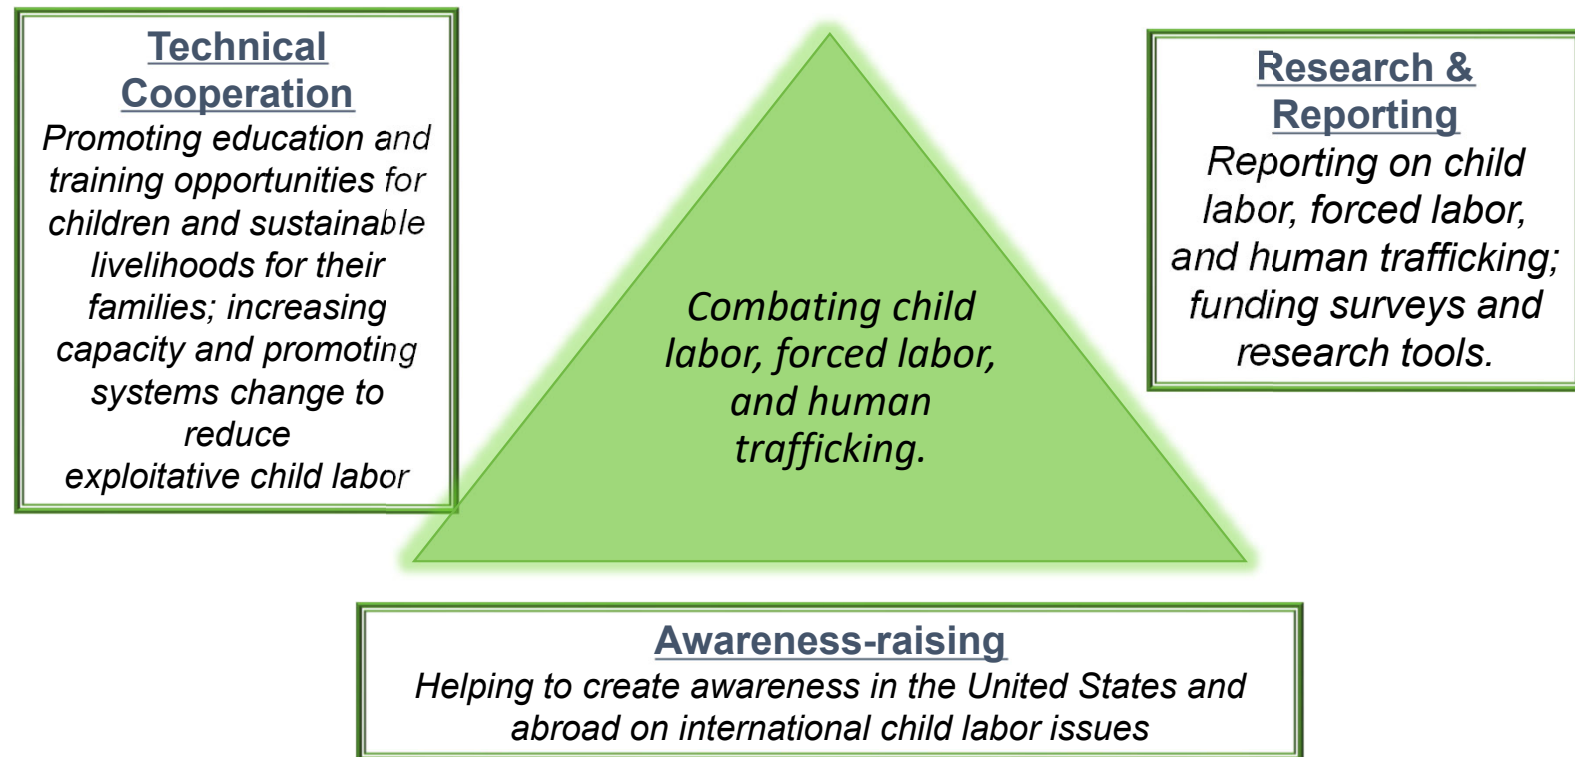 Technical
Cooperation
Promoting education and
training opportunities for
children and sustainable
livelihoods for their
families; increasing
capacity and promoting
systems change to
reduce
exploitative child labor
Combating child
labor, forced labor,
and human
trafficking.
Research &
Reporting
Reporting on child
labor, forced labor,
and human trafficking;
funding surveys and
research tools.
Awareness-raising
Helping to create awareness in the United States and
abroad on international child labor issues